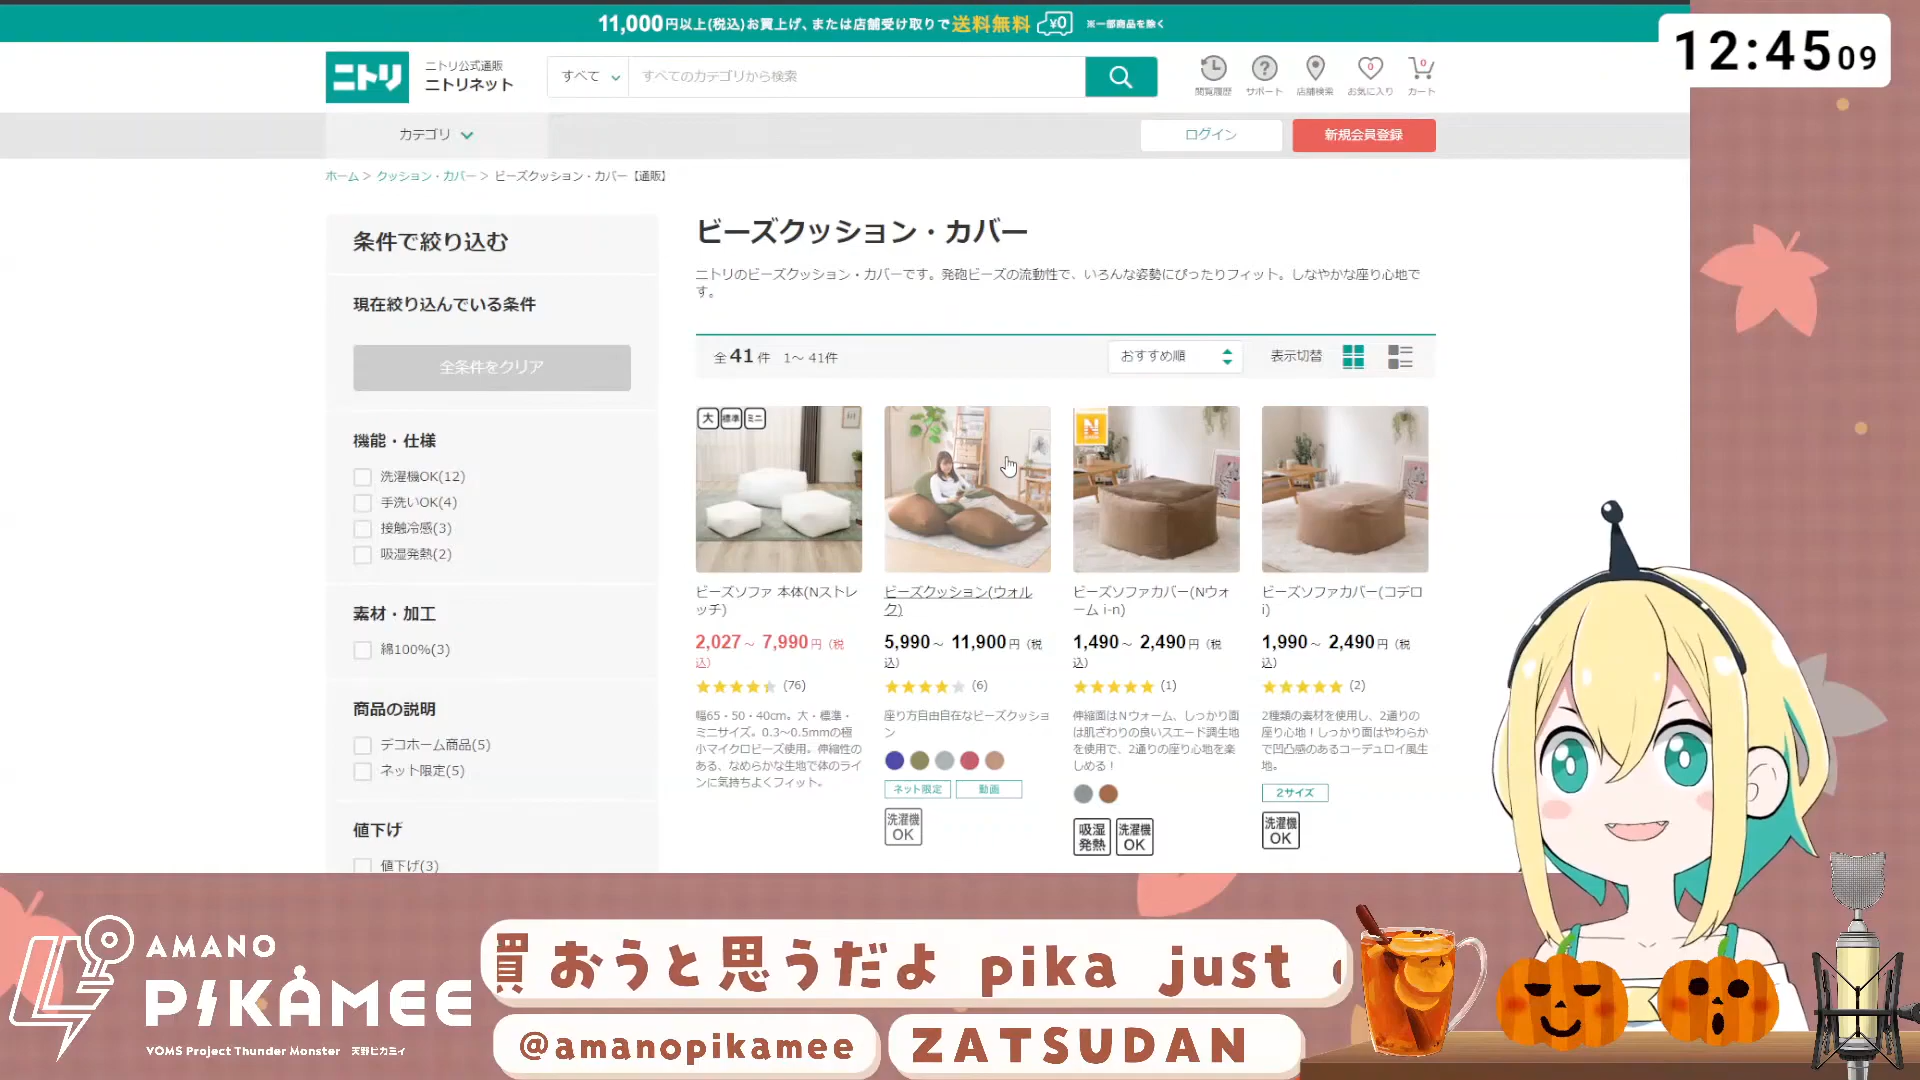 11,000円以上(税込)お買上げ、または店舗受け取りで送料無料 ¥0 ※一部商品を除く
12:45 09
ニトリ
ニトリ公式通販
ニトリネット
すべて
すべてのカテゴリから検索
閲覧履歴
サポート
店舗検索
0
お気に入り
0
カート
カテゴリ
ログイン
新規会員登録
ホーム > クッション・カバー > ビーズクッション・カバー【通販】
条件で絞り込む
現在絞り込んでいる条件
全条件をクリア
機能・仕様
洗濯機OK(12)
手洗いOK(4)
接触冷感(3)
吸湿発熱(2)
素材・加工
綿100%(3)
商品の説明
デコホーム商品(5)
ネット限定(5)
値下げ
値下げ(3)
ビーズクッション・カバー
ニトリのビーズクッション・カバーです。発砲ビーズの流動性で、いろんな姿勢にぴったりフィット。しなやかな座り心地で
す。
全 41 件 1～ 41件
おすすめ順
表示切替
大 標準 ミニ
ビーズソファ 本体(Nストレ
ッチ)
2,027～ 7,990円 (税
込)
(76)
幅65・50・40cm。大・標準・
ミニサイズ。0.3～0.5mmの極
小マイクロビーズ使用。伸縮性の
ある、なめらかな生地で体のライ
ンに気持ちよくフィット。
ビーズクッション(ウォル
ク)
5,990～ 11,900円 (税
込)
(6)
座り方自由自在なビーズクッショ
ン
ネット限定
動画
洗濯機
OK
N
ビーズソファカバー(Nウォ
ーム i-n)
1,490～ 2,490円 (税
込)
(1)
伸縮面はNウォーム、しっかり面
は肌ざわりの良いスエード調生地
を使用で、2通りの座り心地を楽
しめる！
吸湿
発熱
洗濯機
OK
ビーズソファカバー(コデロ
i)
1,990～ 2,490円 (税
込)
(2)
2種類の素材を使用し、2通りの
座り心地！しっかり面はやわらか
で凹凸感のあるコーデュロイ風生
地。
2サイズ
洗濯機
OK
AMANO
PIKAMEE
VOMS Project Thunder Monster 天野ピカミィ
買おうと思うだよ pika just
@amanopikamee
ZATSUDAN